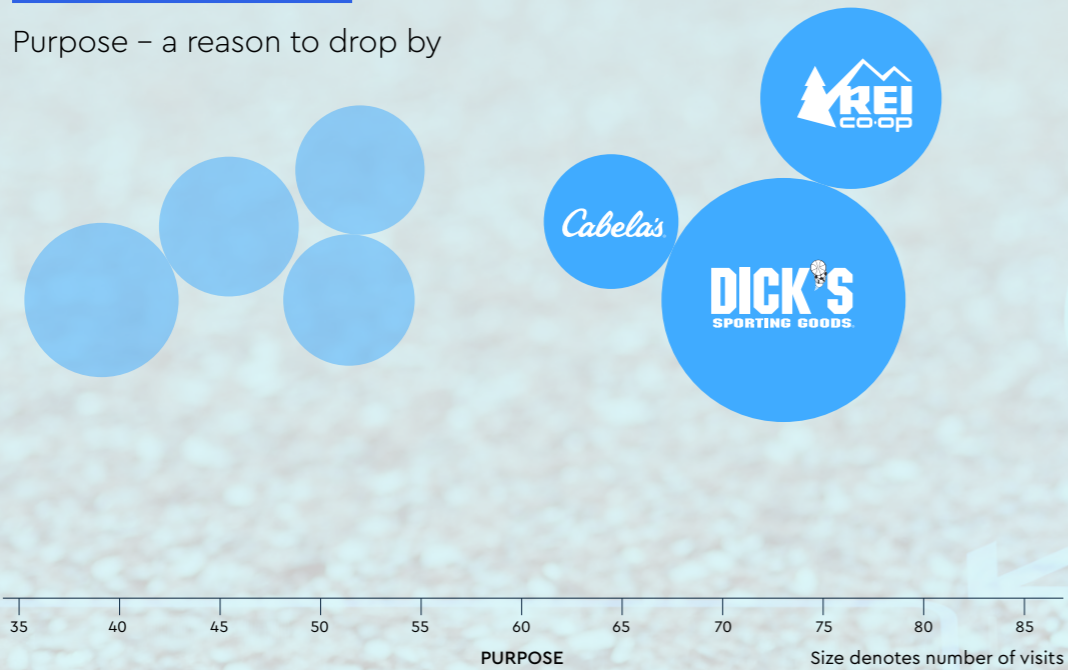 Purpose – a reason to drop by
REI
co·op
Cabela's
DICK'S
SPORTING GOODS
35 40 45 50 55 60 65 70 75 80 85
PURPOSE
Size denotes number of visits